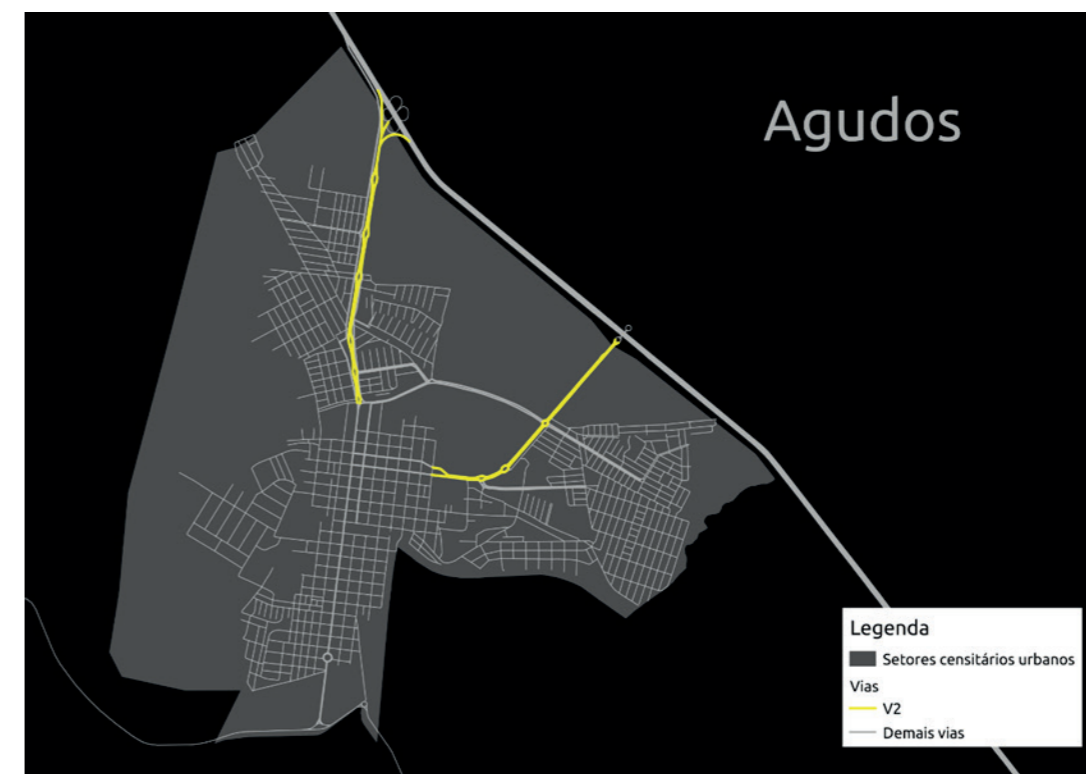 Agudos
Legenda
Setores censitários urbanos
Vias
V2
Demais vias